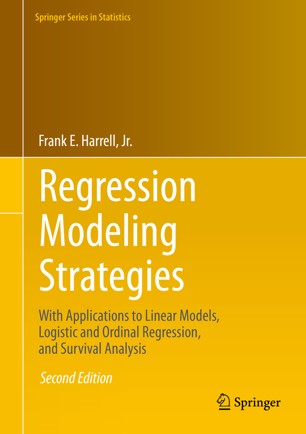 Springer Series in Statistics
Frank E. Harrell, Jr.
Regression
Modeling
Strategies
With Applications to Linear Models,
Logistic and Ordinal Regression,
and Survival Analysis
Second Edition
Springer